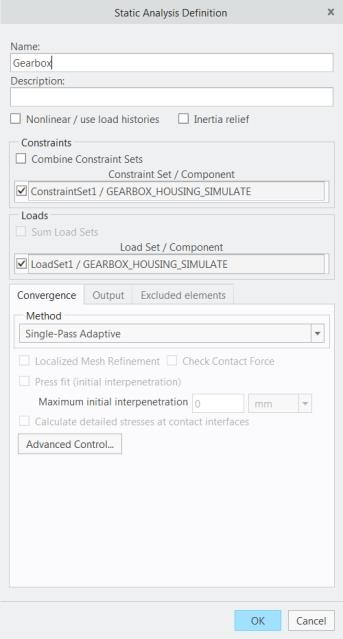 Static Analysis Definition
Name:
Gearbox
Description:
Nonlinear / use load histories Inertia relief
Constraints
Combine Constraint Sets
Constraint Set / Component
ConstraintSet1 / GEARBOX_HOUSING_SIMULATE
Loads
Sum Load Sets
Load Set / Component
LoadSet1 / GEARBOX_HOUSING_SIMULATE
Convergence Output Excluded elements
Method
Single-Pass Adaptive
Localized Mesh Refinement Check Contact Force
Press fit (initial interpenetration)
Maximum initial interpenetration 0 mm
Calculate detailed stresses at contact interfaces
Advanced Control...
OK Cancel